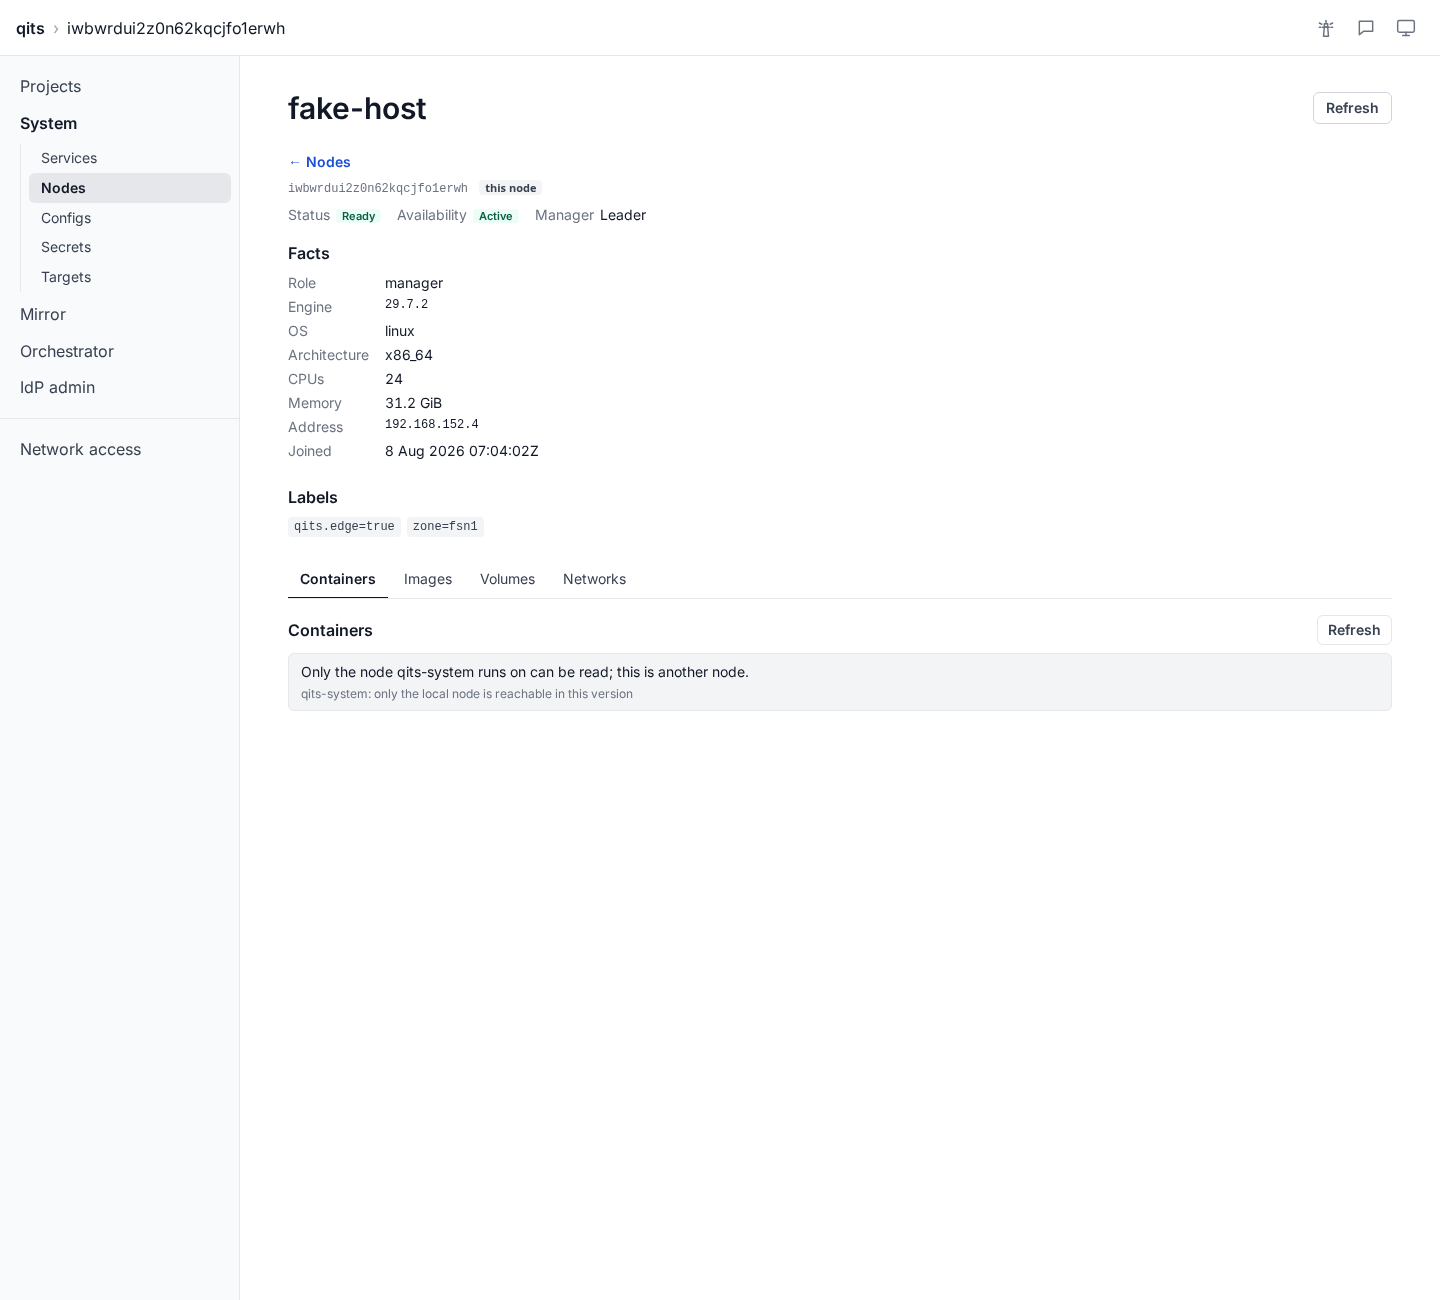 qits › iwbwrdui2z0n62kqcjfo1erwh
Projects
System
Services
Nodes
Configs
Secrets
Targets
Mirror
Orchestrator
IdP admin
Network access
fake-host
Refresh
← Nodes
iwbwrdui2z0n62kqcjfo1erwh this node
Status Ready Availability Active Manager Leader
Facts
Role manager
Engine 29.7.2
OS linux
Architecture x86_64
CPUs 24
Memory 31.2 GiB
Address 192.168.152.4
Joined 8 Aug 2026 07:04:02Z
Labels
qits.edge=true zone=fsn1
Containers Images Volumes Networks
Containers
Refresh
Only the node qits-system runs on can be read; this is another node.
qits-system: only the local node is reachable in this version